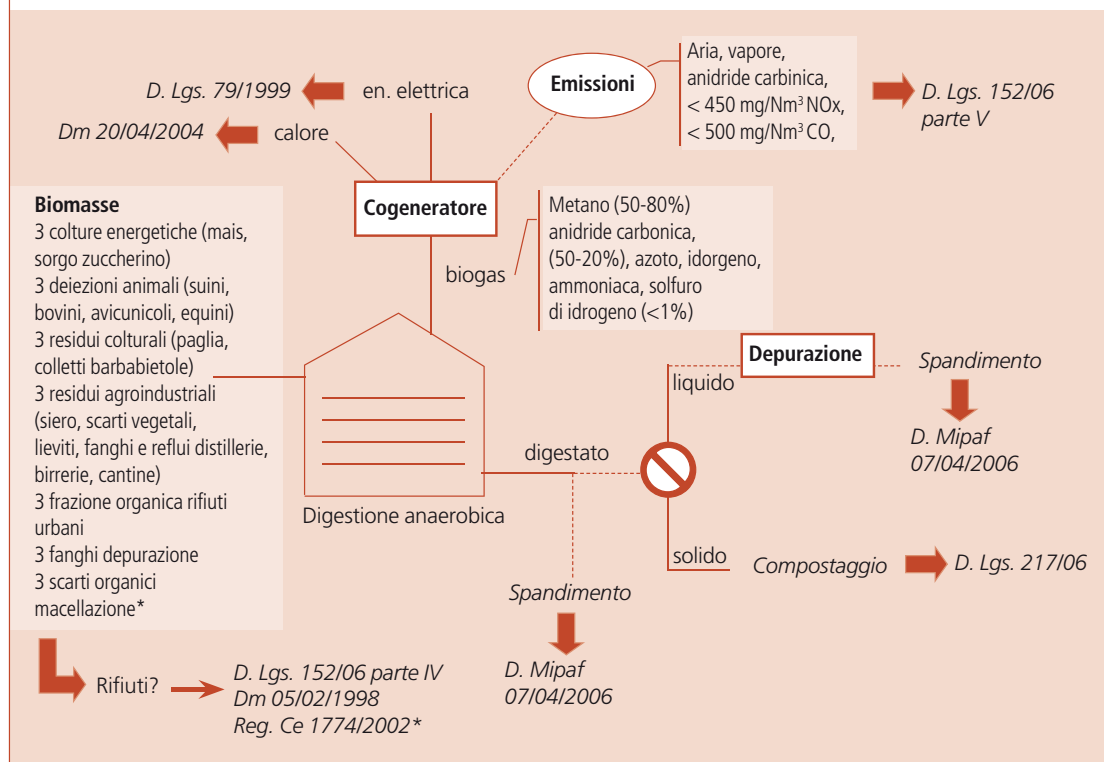 D. Lgs. 79/1999
en. elettrica
Dm 20/04/2004
calore
Emissioni
Aria, vapore,
anidride carbinica,
< 450 mg/Nm³ NOx,
< 500 mg/Nm³ CO,
D. Lgs. 152/06
parte V
Cogeneratore
Biomasse
3 colture energetiche (mais,
sorgo zuccherino)
3 deiezioni animali (suini,
bovini, avicunicoli, equini)
3 residui colturali (paglia,
colletti barbabietole)
3 residui agroindustriali
(siero, scarti vegetali,
lieviti, fanghi e reflui distillerie,
birrerie, cantine)
3 frazione organica rifiuti
urbani
3 fanghi depurazione
3 scarti organici
macellazione*
biogas
Metano (50-80%)
anidride carbonica,
(50-20%), azoto, idorgeno,
ammoniaca, solfuro
di idrogeno (<1%)
Digestione anaerobica
digestato
liquido
Depurazione
Spandimento
D. Mipaf
07/04/2006
solido
Compostaggio
D. Lgs. 217/06
Spandimento
D. Mipaf
07/04/2006
Rifiuti?
D. Lgs. 152/06 parte IV
Dm 05/02/1998
Reg. Ce 1774/2002*